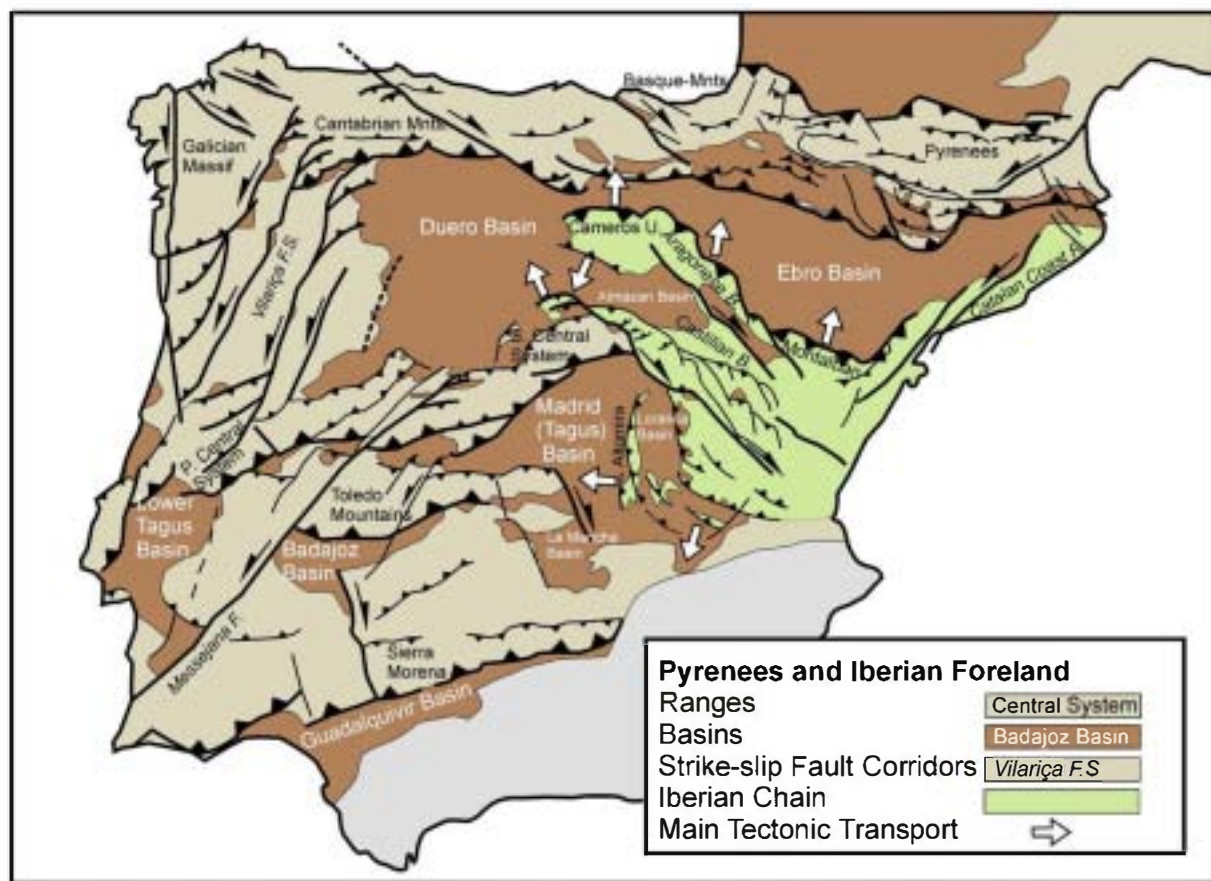 Basque-Mnts
Cantabrian Mnts
Galician
Massif
Pyrenees
Vilariça F.S.
Duero Basin
Cameros U.
Aragonese B.
Ebro Basin
Catalan Coast R.
Almazan Basin
Castilian B.
Montalbán
S. Central
System
Madrid
(Tagus)
Basin
Altomira
Loranca
Basin
P. Central
System
Toledo
Mountains
Lower
Tagus
Basin
Badajoz
Basin
La Mancha
Basin
Messejana F.
Sierra
Morena
Guadalquivir Basin
Pyrenees and Iberian Foreland
Ranges
Central System
Basins
Badajoz Basin
Strike-slip Fault Corridors
Vilariça F.S
Iberian Chain
Main Tectonic Transport